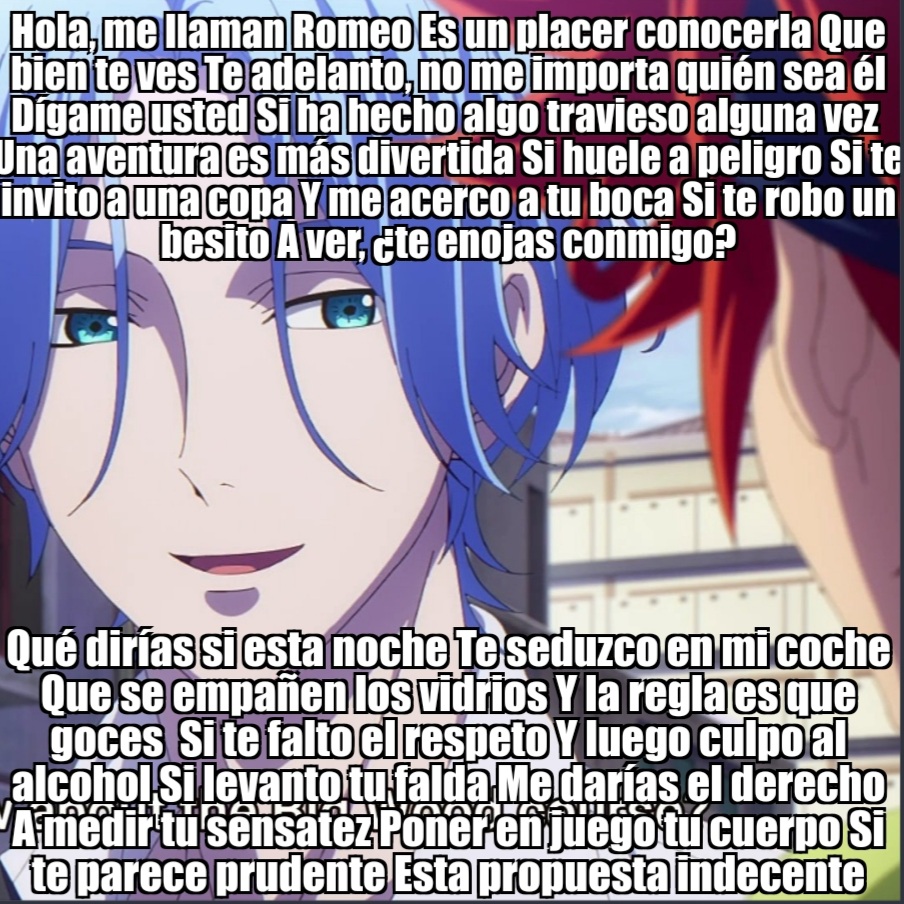 Hola, me llaman Romeo Es un placer conocerla Que
bien te ves Te adelanto, no me importa quién sea él
Dígame usted Si ha hecho algo travieso alguna vez
Una aventura es más divertida Si huele a peligro Si te
invito a una copa Y me acerco a tu boca Si te robo un
besito A ver, ¿te enojas conmigo?
Qué dirías si esta noche Te seduzco en mi coche
Que se empañen los vidrios Y la regla es que
goces Si te falto el respeto Y luego culpo al
alcohol Si levanto tu falda Me darías el derecho
A medir tu sensatez Poner en juego tu cuerpo Si
te parece prudente Esta propuesta indecente